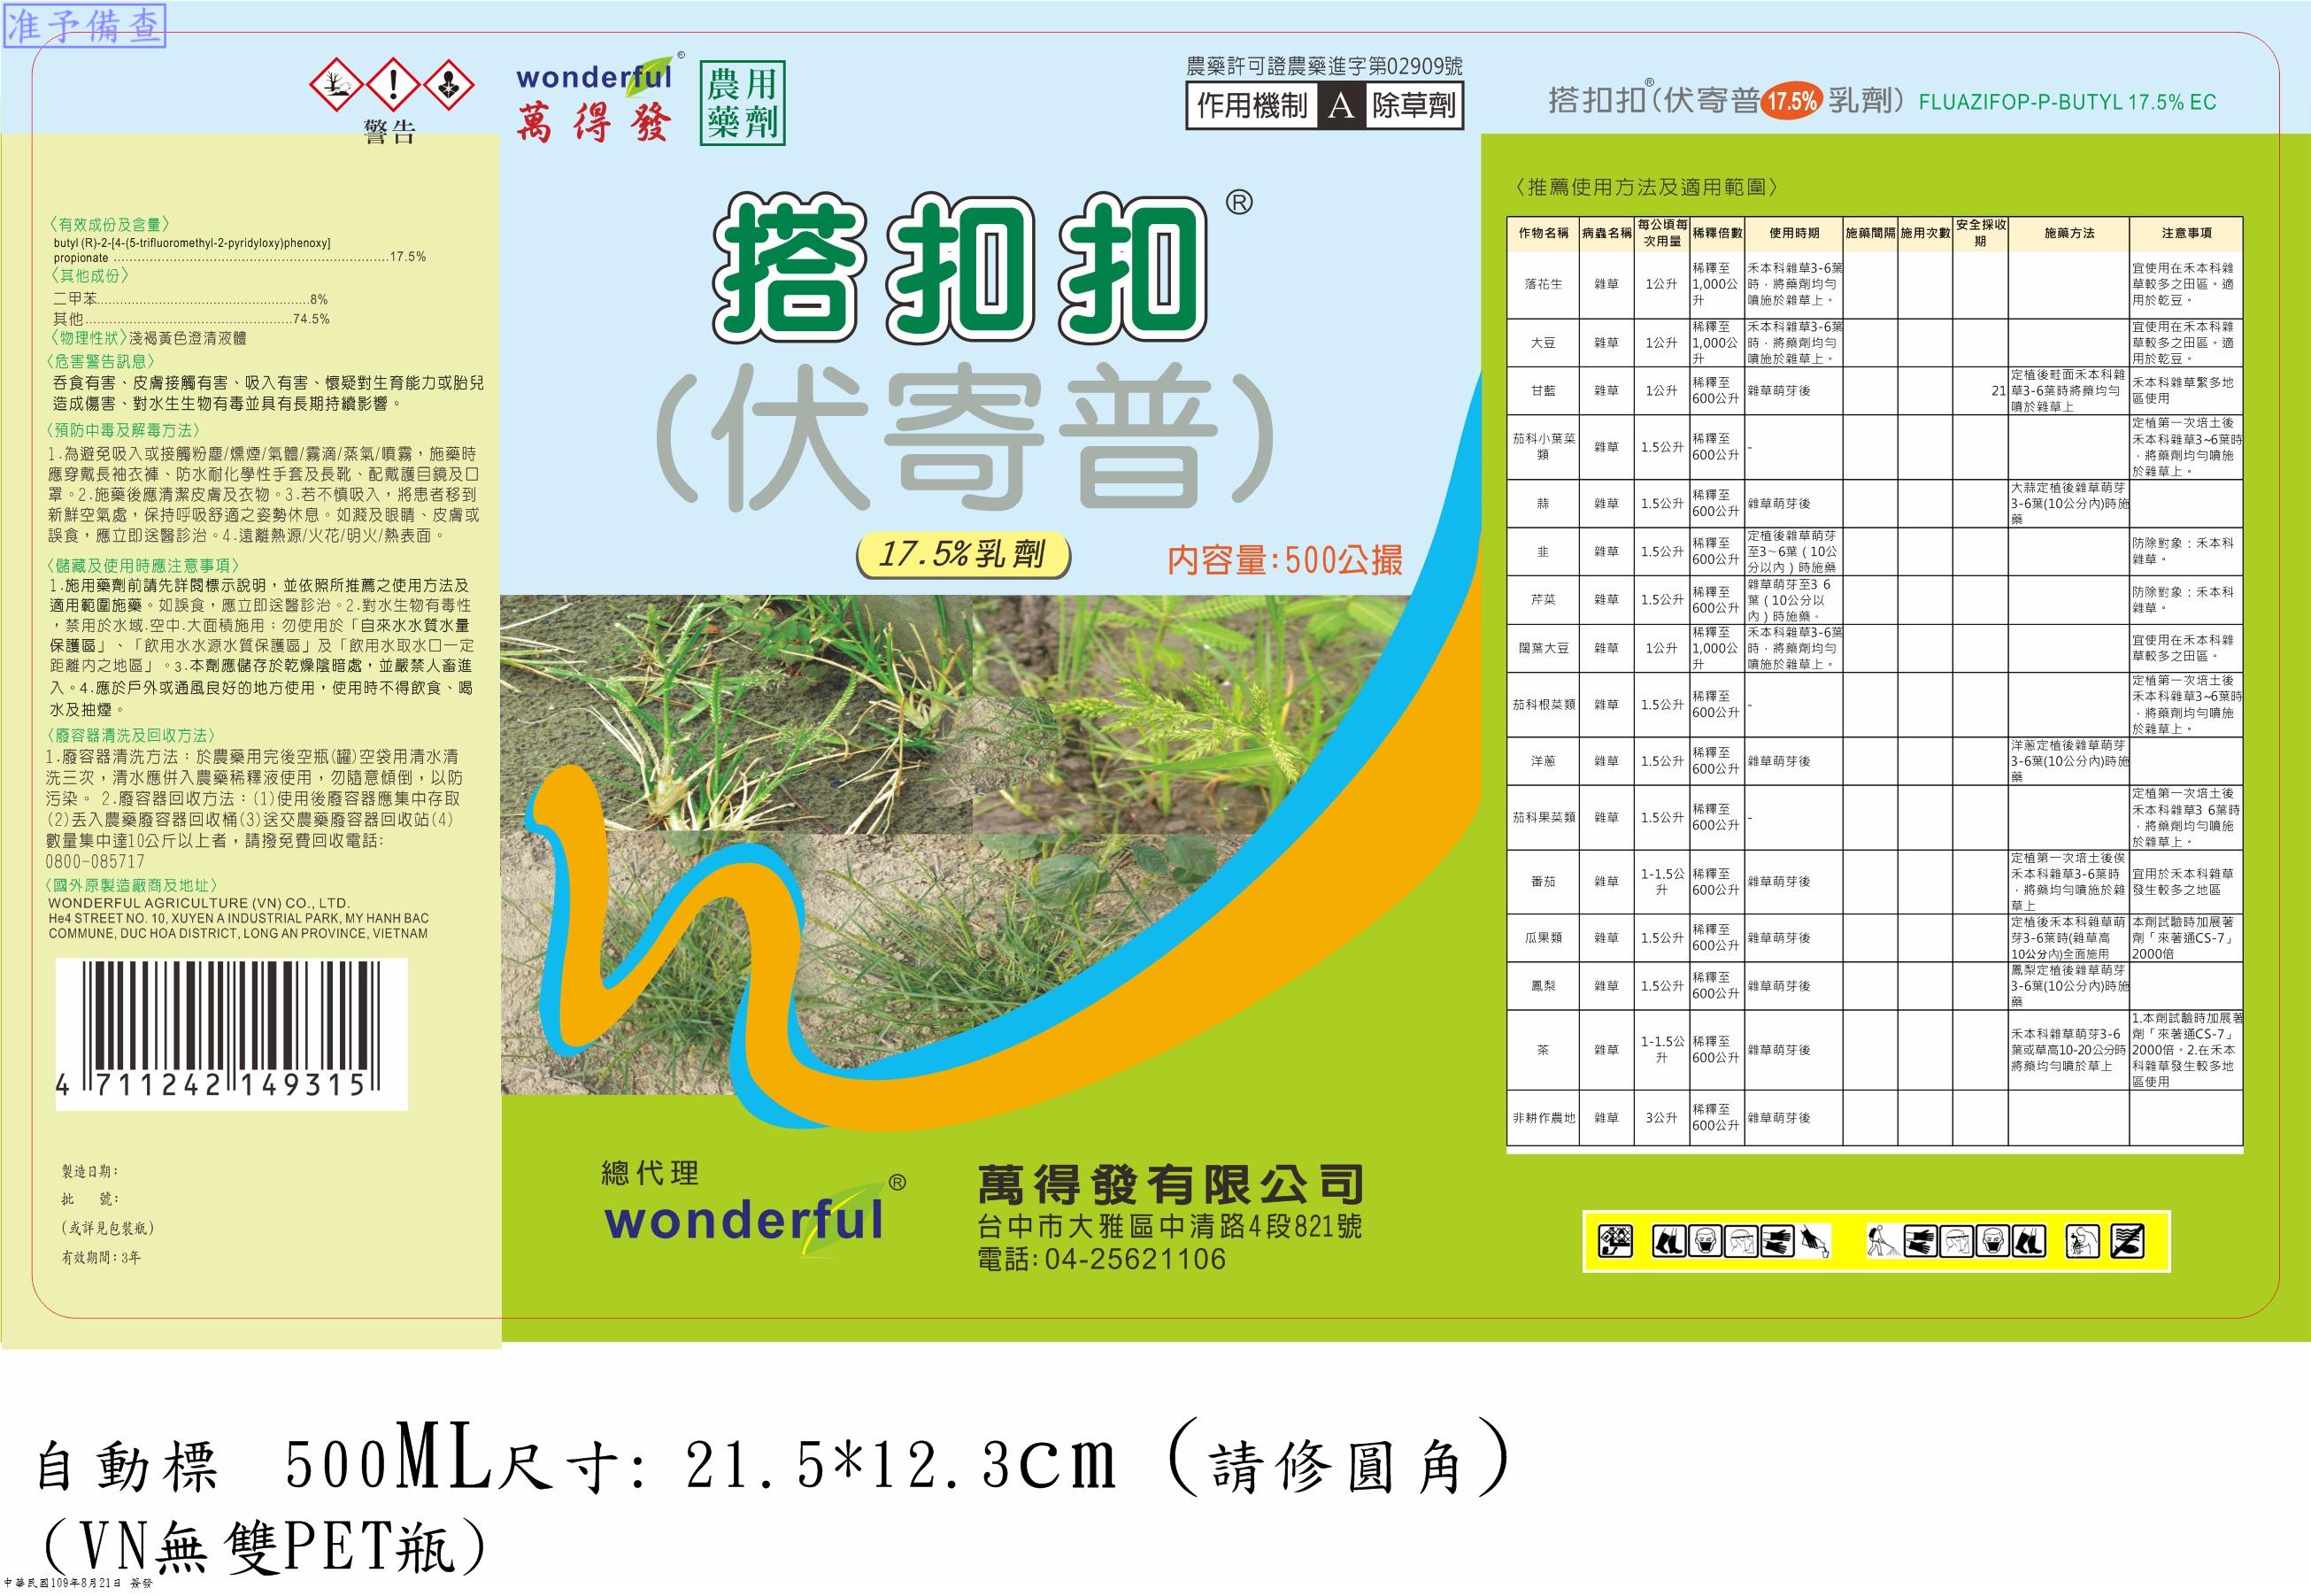 准予備查
警告
wonderful®
萬得發
農用
藥劑
農藥許可證農藥進字第02909號
作用機制 A 除草劑
搭扣扣®(伏寄普17.5%乳劑) FLUAZIFOP-P-BUTYL 17.5% EC
〈有效成份及含量〉
butyl (R)-2-[4-(5-trifluoromethyl-2-pyridyloxy)phenoxy]
propionate ......................................................................17.5%
〈其他成份〉
二甲苯.......................................................8%
其他.....................................................74.5%
〈物理性狀〉淺褐黃色澄清液體
〈危害警告訊息〉
吞食有害、皮膚接觸有害、吸入有害、懷疑對生育能力或胎兒
造成傷害、對水生生物有毒並具有長期持續影響。
〈預防中毒及解毒方法〉
1.為避免吸入或接觸粉塵/燻煙/氣體/霧滴/蒸氣/噴霧，施藥時
應穿戴長袖衣褲、防水耐化學性手套及長靴、配戴護目鏡及口
罩。2.施藥後應清潔皮膚及衣物。3.若不慎吸入，將患者移到
新鮮空氣處，保持呼吸舒適之姿勢休息。如濺及眼睛、皮膚或
誤食，應立即送醫診治。4.遠離熱源/火花/明火/熱表面。
〈儲藏及使用時應注意事項〉
1.施用藥劑前請先詳閱標示說明，並依照所推薦之使用方法及
適用範圍施藥。如誤食，應立即送醫診治。2.對水生物有毒性
，禁用於水域.空中.大面積施用；勿使用於「自來水水質水量
保護區」、「飲用水水源水質保護區」及「飲用水取水口一定
距離內之地區」。3.本劑應儲存於乾燥陰暗處，並嚴禁人畜進
入。4.應於戶外或通風良好的地方使用，使用時不得飲食、喝
水及抽煙。
〈廢容器清洗及回收方法〉
1.廢容器清洗方法：於農藥用完後空瓶(罐)空袋用清水清
洗三次，清水應併入農藥稀釋液使用，勿隨意傾倒，以防
污染。 2.廢容器回收方法：(1)使用後廢容器應集中存取
(2)丟入農藥廢容器回收桶(3)送交農藥廢容器回收站(4)
數量集中達10公斤以上者，請撥免費回收電話:
0800-085717
〈國外原製造廠商及地址〉
WONDERFUL AGRICULTURE (VN) CO., LTD.
He4 STREET NO. 10, XUYEN A INDUSTRIAL PARK, MY HANH BAC
COMMUNE, DUC HOA DISTRICT, LONG AN PROVINCE, VIETNAM
4 711242 149315
製造日期：
批　號：
(或詳見包裝瓶)
有效期間：3年
搭扣扣®
(伏寄普)
17.5%乳劑
內容量:500公撮
總代理
wonderful®
萬得發有限公司
台中市大雅區中清路4段821號
電話:04-25621106
〈推薦使用方法及適用範圍〉
作物名稱 病蟲名稱 每公頃每次用量 稀釋倍數 使用時期 施藥間隔 施用次數 安全採收期 施藥方法 注意事項
落花生 雜草 1公升 稀釋至1,000公升 禾本科雜草3-6葉時，將藥劑均勻噴施於雜草上。 宜使用在禾本科雜草較多之田區。適用於乾豆。
大豆 雜草 1公升 稀釋至1,000公升 禾本科雜草3-6葉時，將藥劑均勻噴施於雜草上。 宜使用在禾本科雜草較多之田區。適用於乾豆。
甘藍 雜草 1公升 稀釋至600公升 雜草萌芽後 21 定植後畦面禾本科雜草3-6葉時將藥均勻噴於雜草上 禾本科雜草繁多地區使用
茄科小葉菜類 雜草 1.5公升 稀釋至600公升 - 定植第一次培土後禾本科雜草3~6葉時，將藥劑均勻噴施於雜草上。
蒜 雜草 1.5公升 稀釋至600公升 雜草萌芽後 大蒜定植後雜草萌芽3-6葉(10公分內)時施藥
韭 雜草 1.5公升 稀釋至600公升 定植後雜草萌芽至3~6葉（10公分以內）時施藥 防除對象：禾本科雜草。
芹菜 雜草 1.5公升 稀釋至600公升 雜草萌芽至3 6葉（10公分以內）時施藥。 防除對象：禾本科雜草。
闊葉大豆 雜草 1公升 稀釋至1,000公升 禾本科雜草3-6葉時，將藥劑均勻噴施於雜草上。 宜使用在禾本科雜草較多之田區。
茄科根菜類 雜草 1.5公升 稀釋至600公升 - 定植第一次培土後禾本科雜草3~6葉時，將藥劑均勻噴施於雜草上。
洋蔥 雜草 1.5公升 稀釋至600公升 雜草萌芽後 洋蔥定植後雜草萌芽3-6葉(10公分內)時施藥
茄科果菜類 雜草 1.5公升 稀釋至600公升 - 定植第一次培土後禾本科雜草3 6葉時，將藥劑均勻噴施於雜草上。
番茄 雜草 1-1.5公升 稀釋至600公升 雜草萌芽後 定植第一次培土後俟禾本科雜草3-6葉時，將藥均勻噴施於雜草上 宜用於禾本科雜草發生較多之地區
瓜果類 雜草 1.5公升 稀釋至600公升 雜草萌芽後 定植後禾本科雜草萌芽3-6葉時(雜草高10公分內)全面施用 本劑試驗時加展著劑「來著通CS-7」2000倍
鳳梨 雜草 1.5公升 稀釋至600公升 雜草萌芽後 鳳梨定植後雜草萌芽3-6葉(10公分內)時施藥
茶 雜草 1-1.5公升 稀釋至600公升 雜草萌芽後 禾本科雜草萌芽3-6葉或草高10-20公分時將藥均勻噴於草上 1.本劑試驗時加展著劑「來著通CS-7」2000倍。2.在禾本科雜草發生較多地區使用
非耕作農地 雜草 3公升 稀釋至600公升 雜草萌芽後
自動標 500ML尺寸: 21.5*12.3cm (請修圓角)
(VN無雙PET瓶)
中華民國109年8月21日 簽發